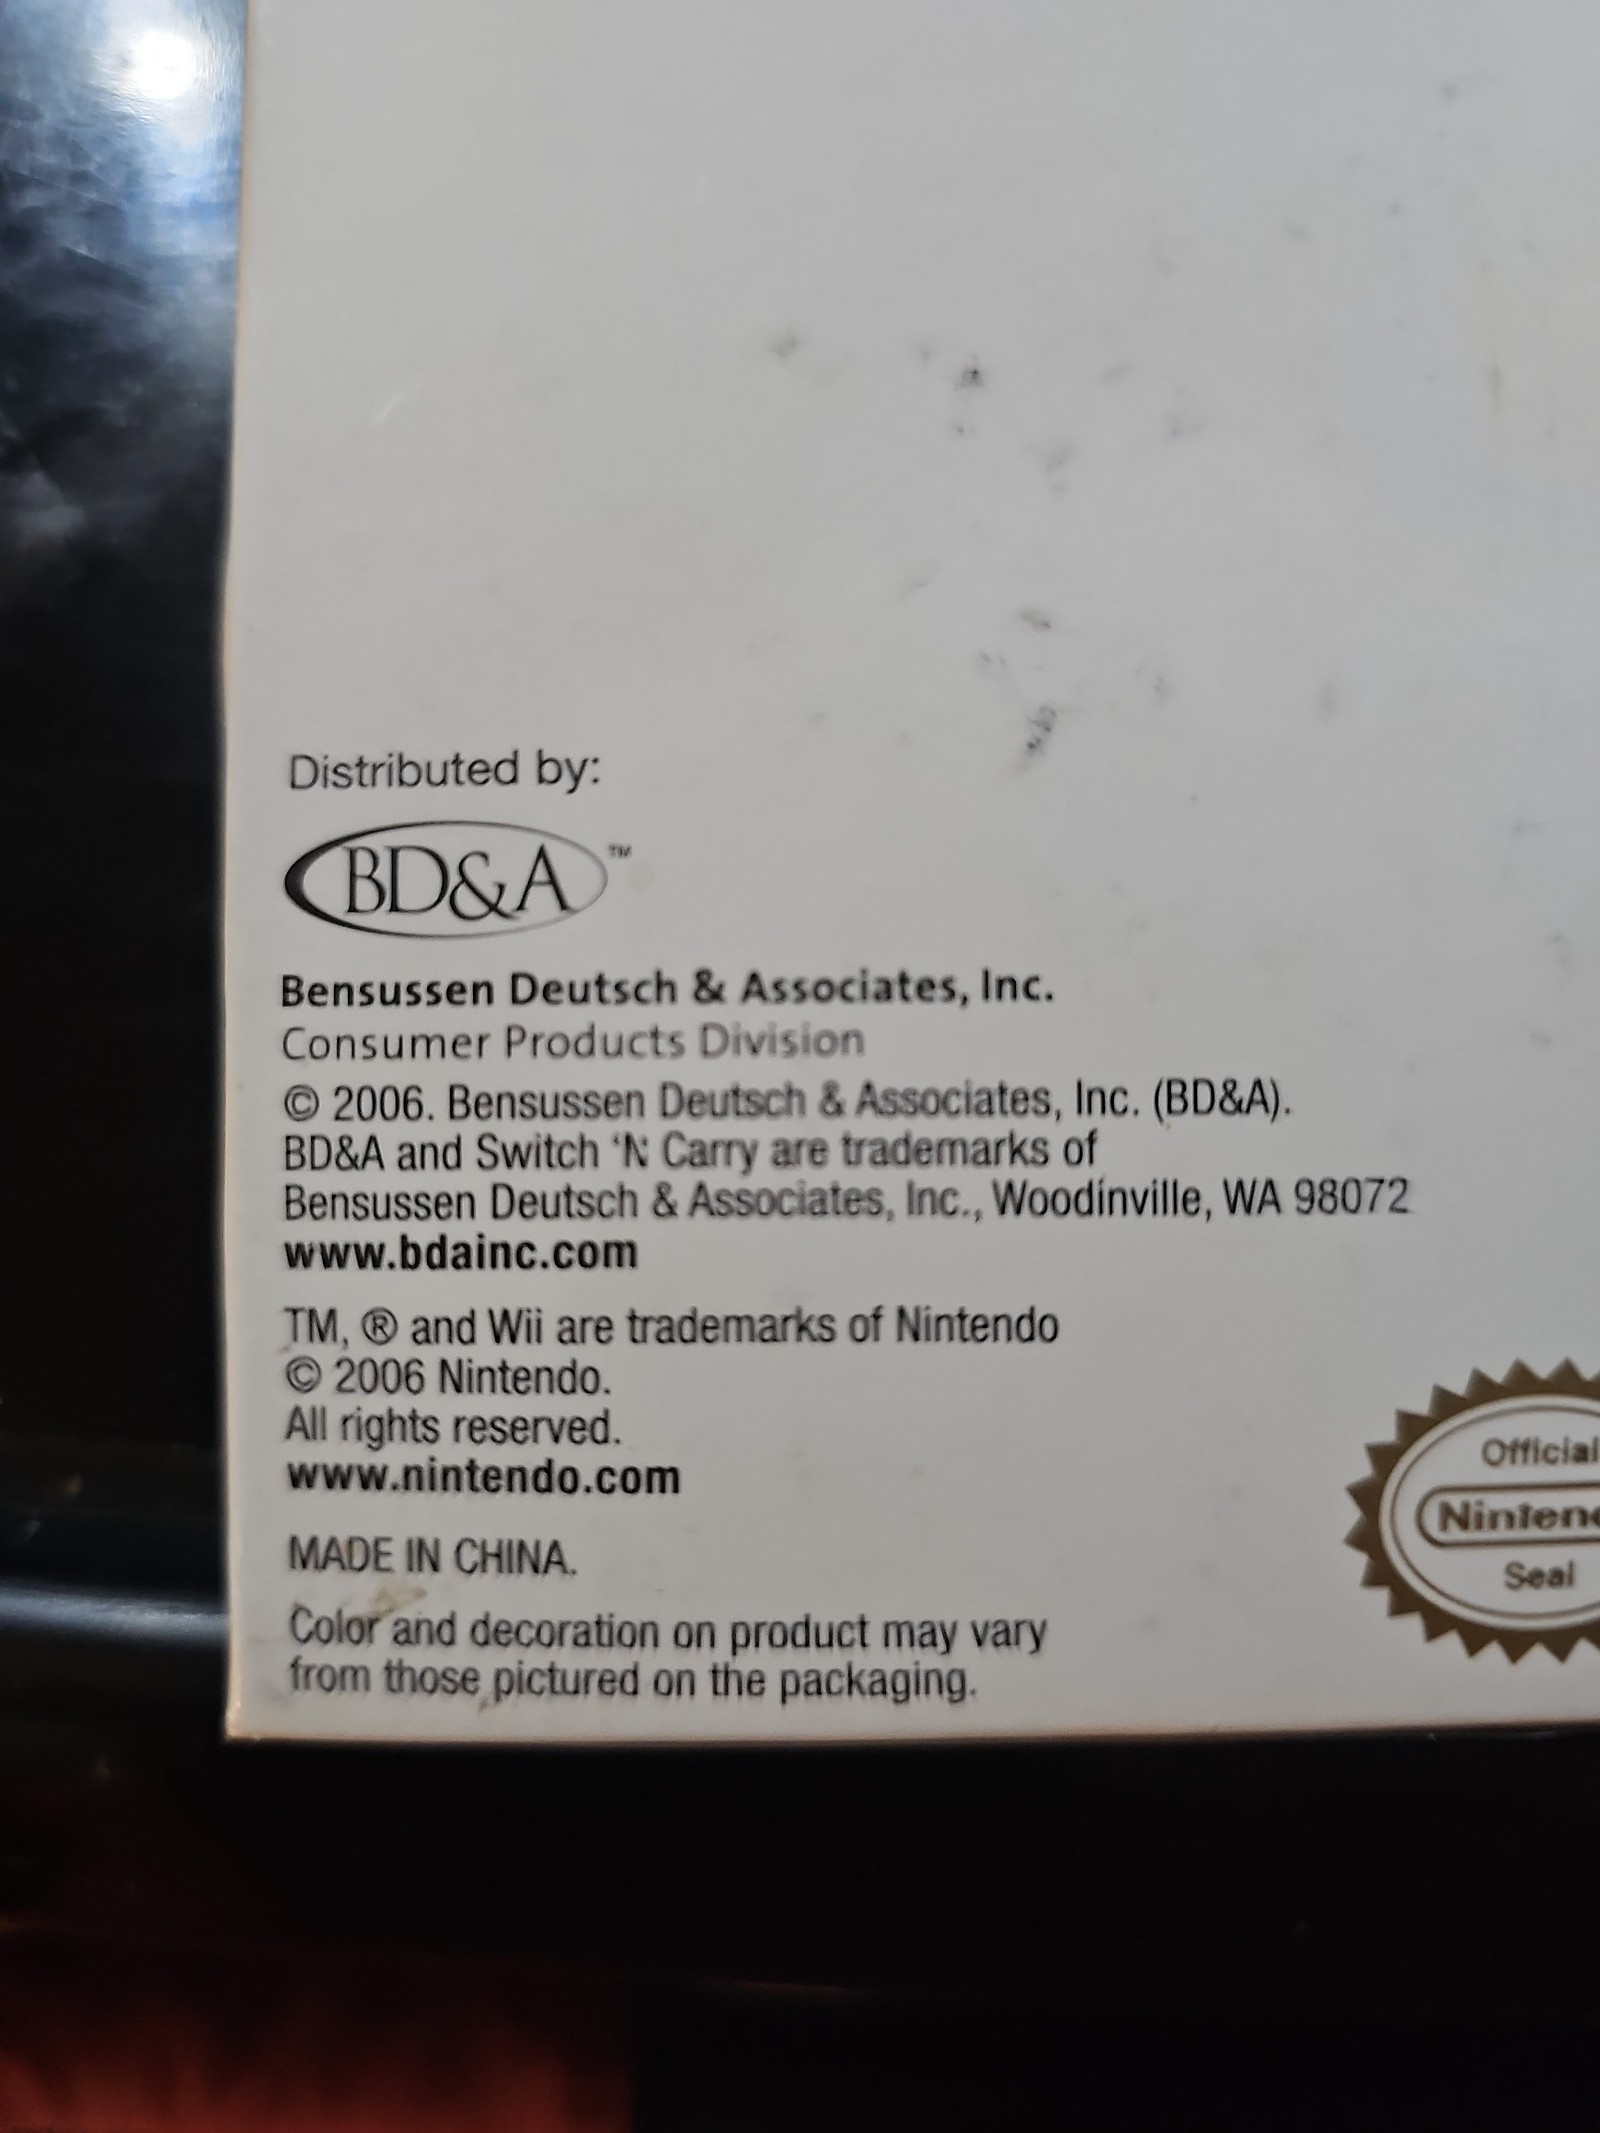 Distributed by:
BD&A™
Bensussen Deutsch & Associates, Inc.
Consumer Products Division
© 2006. Bensussen Deutsch & Associates, Inc. (BD&A).
BD&A and Switch ‘N Carry are trademarks of
Bensussen Deutsch & Associates, Inc., Woodinville, WA 98072
www.bdainc.com
TM, ® and Wii are trademarks of Nintendo
© 2006 Nintendo.
All rights reserved.
www.nintendo.com
Official
Ninten
Seal
MADE IN CHINA.
Color and decoration on product may vary
from those pictured on the packaging.